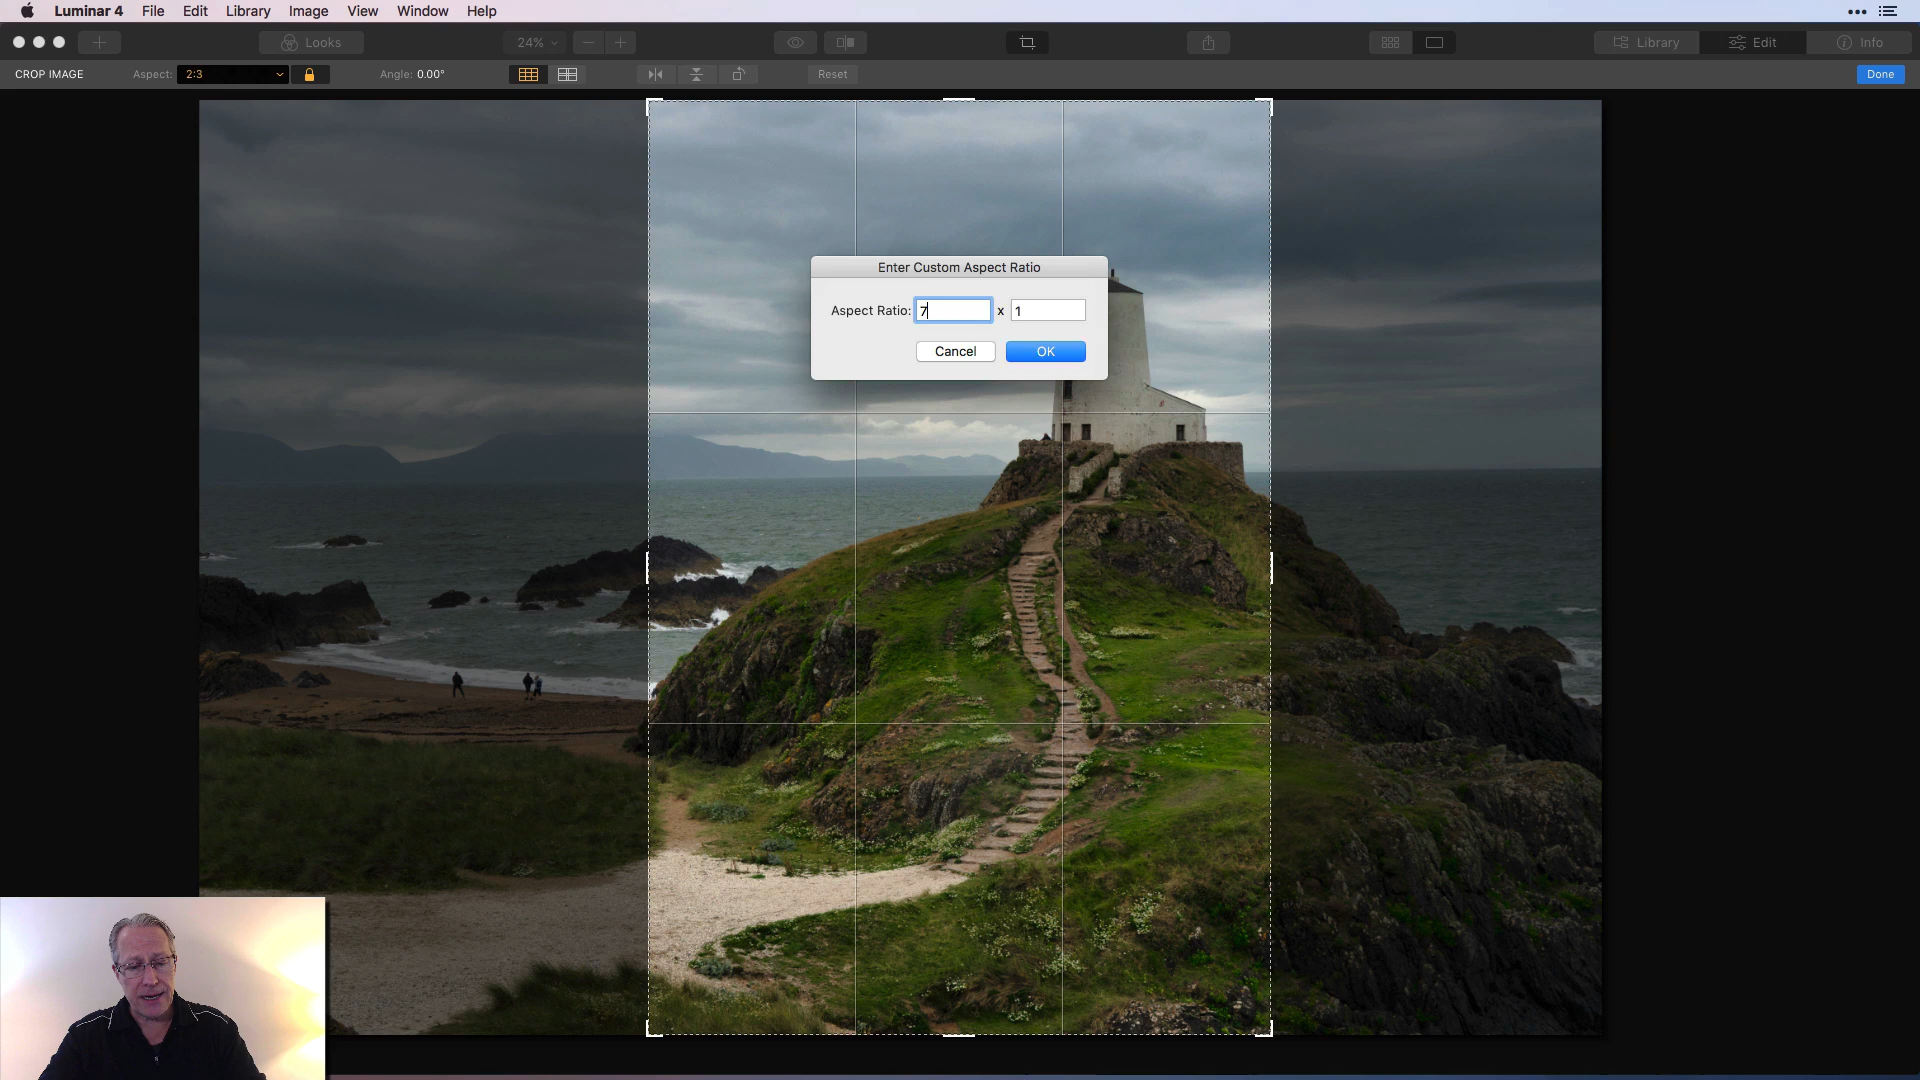 Luminar 4 File Edit Library Image View Window Help
Looks 24% Library Edit Info
CROP IMAGE Aspect: 2:3 Angle: 0.00° Reset Done
Enter Custom Aspect Ratio
Aspect Ratio: 7 x 1
Cancel OK